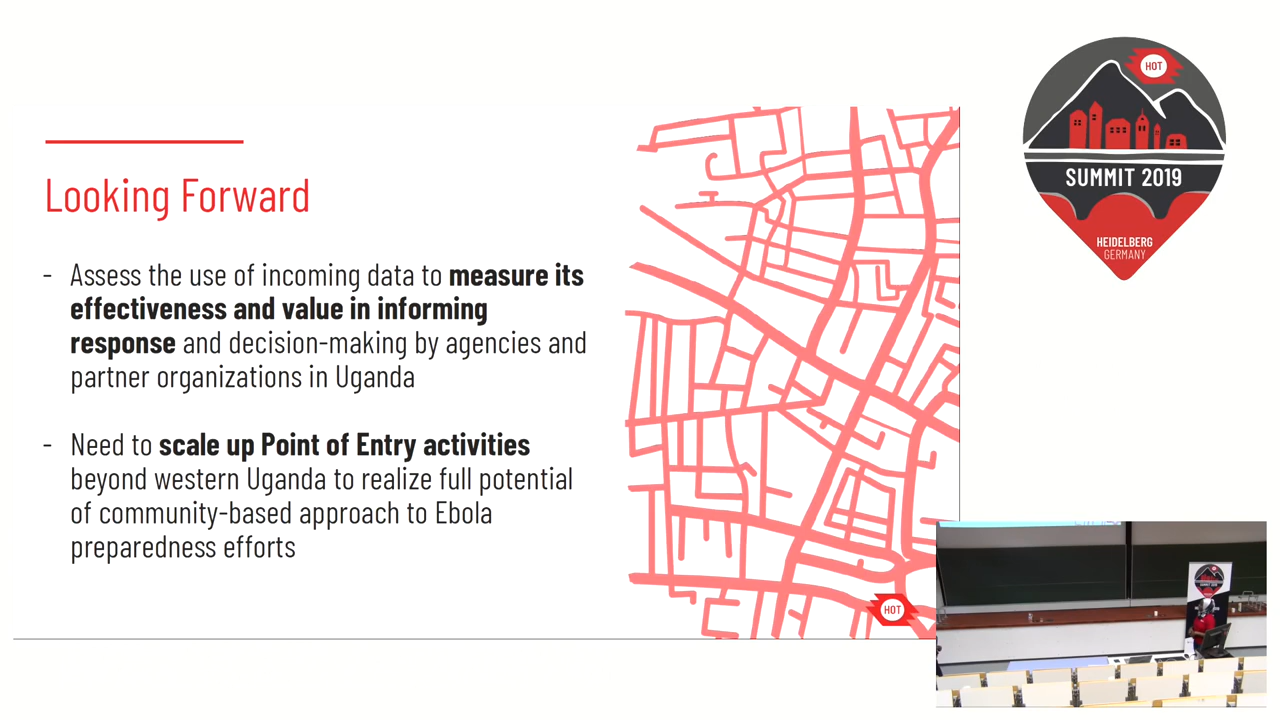 Looking Forward
- Assess the use of incoming data to measure its
effectiveness and value in informing
response and decision-making by agencies and
partner organizations in Uganda
- Need to scale up Point of Entry activities
beyond western Uganda to realize full potential
of community-based approach to Ebola
preparedness efforts
HOT
HOT
SUMMIT 2019
HEIDELBERG
GERMANY